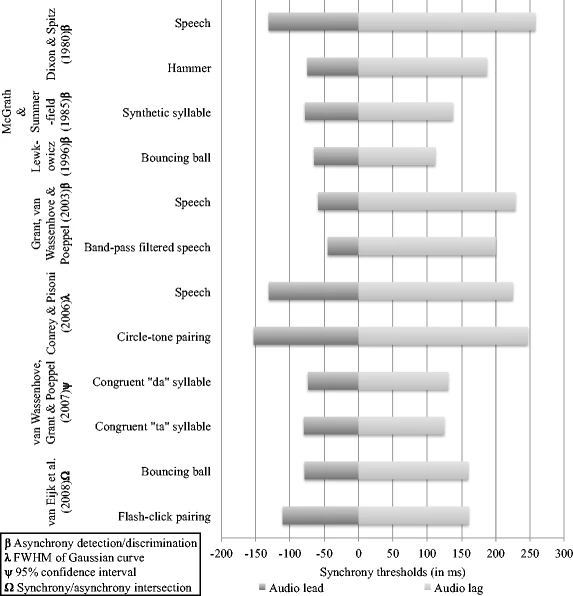 Dixon & Spitz
(1980)β
Speech
Hammer
McGrath
&
Summer
-field
(1985)β
Synthetic syllable
Lewk-
owicz
(1996)β
Bouncing ball
Grant, van
Wassenhove &
Poeppel (2003)β
Speech
Band-pass filtered speech
Conrey & Pisoni
(2006)λ
Speech
Circle-tone pairing
van Wassenhove,
Grant & Poeppel
(2007)ψ
Congruent "da" syllable
Congruent "ta" syllable
van Eijk et al.
(2008)Ω
Bouncing ball
Flash-click pairing
-200 -150 -100 -50 0 50 100 150 200 250 300
Synchrony thresholds (in ms)
Audio lead Audio lag
β Asynchrony detection/discrimination
λ FWHM of Gaussian curve
ψ 95% confidence interval
Ω Synchrony/asynchrony intersection